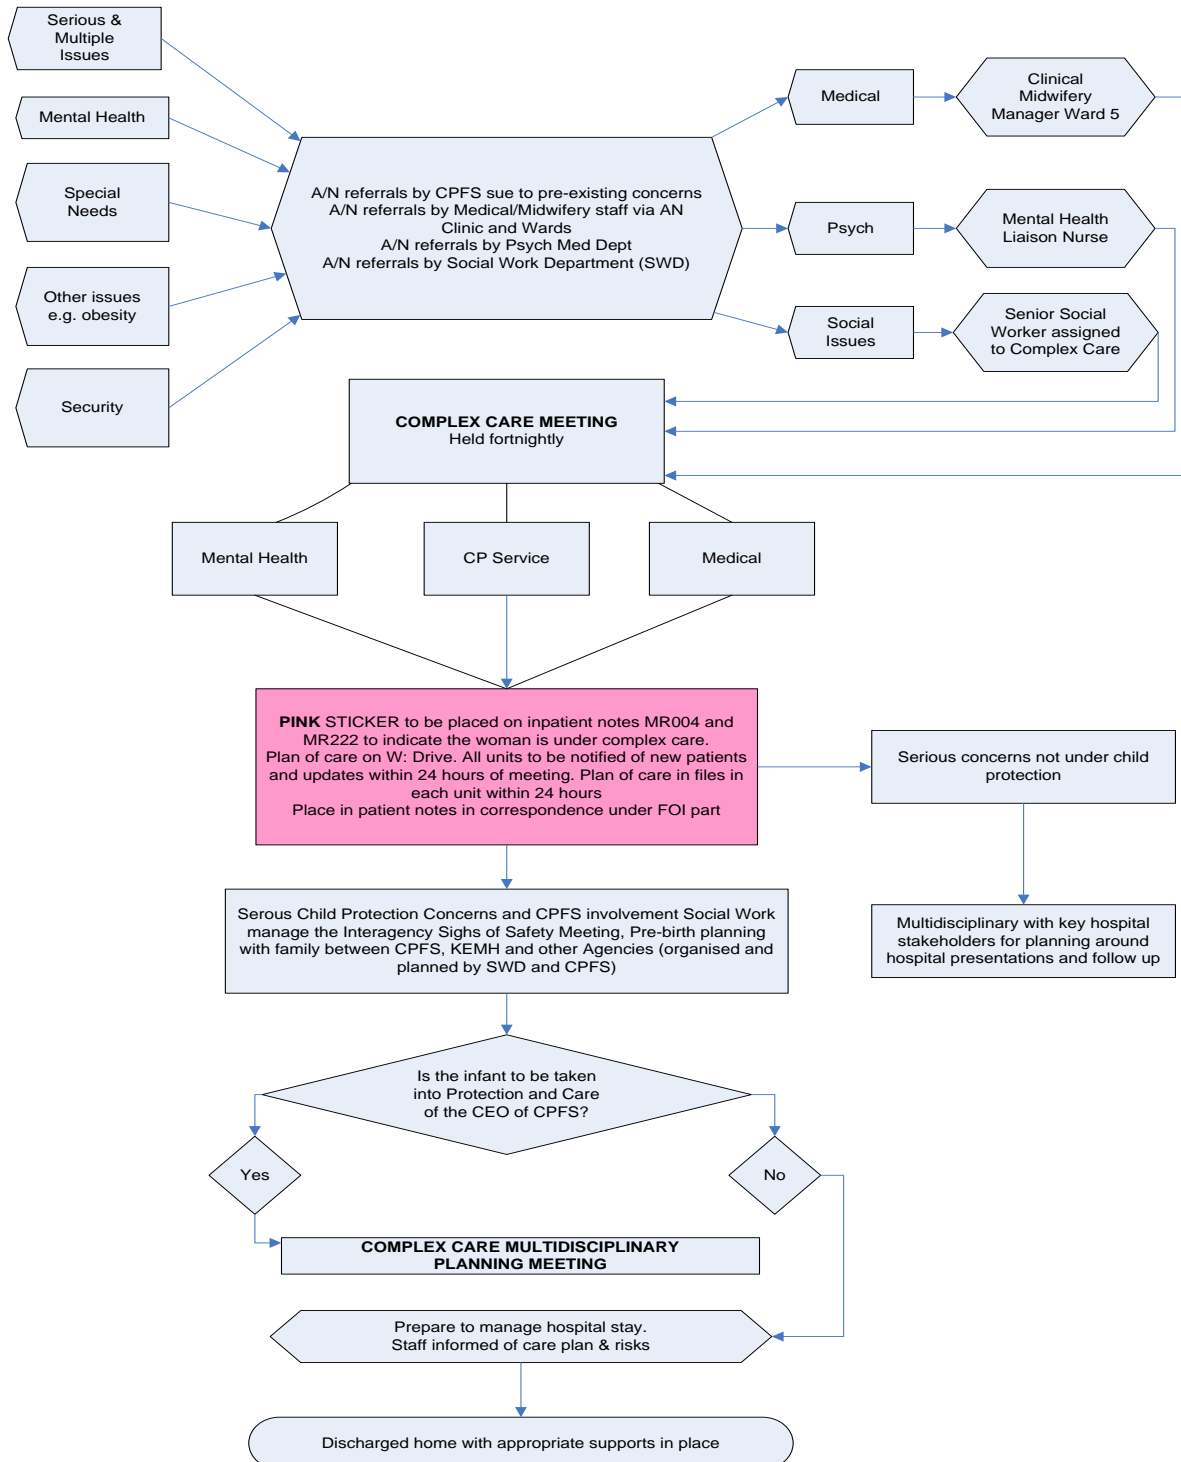 Serious &
Multiple
Issues
Mental Health
Special
Needs
Other issues
e.g. obesity
Security
A/N referrals by CPFS sue to pre-existing concerns
A/N referrals by Medical/Midwifery staff via AN
Clinic and Wards
A/N referrals by Psych Med Dept
A/N referrals by Social Work Department (SWD)
Medical
Clinical
Midwifery
Manager Ward 5
Psych
Mental Health
Liaison Nurse
Social
Issues
Senior Social
Worker assigned
to Complex Care
COMPLEX CARE MEETING
Held fortnightly
Mental Health
CP Service
Medical
PINK STICKER to be placed on inpatient notes MR004 and
MR222 to indicate the woman is under complex care.
Plan of care on W: Drive. All units to be notified of new patients
and updates within 24 hours of meeting. Plan of care in files in
each unit within 24 hours
Place in patient notes in correspondence under FOI part
Serious concerns not under child
protection
Multidisciplinary with key hospital
stakeholders for planning around
hospital presentations and follow up
Serous Child Protection Concerns and CPFS involvement Social Work
manage the Interagency Sighs of Safety Meeting, Pre-birth planning
with family between CPFS, KEMH and other Agencies (organised and
planned by SWD and CPFS)
Is the infant to be taken
into Protection and Care
of the CEO of CPFS?
Yes
No
COMPLEX CARE MULTIDISCIPLINARY
PLANNING MEETING
Prepare to manage hospital stay.
Staff informed of care plan & risks
Discharged home with appropriate supports in place